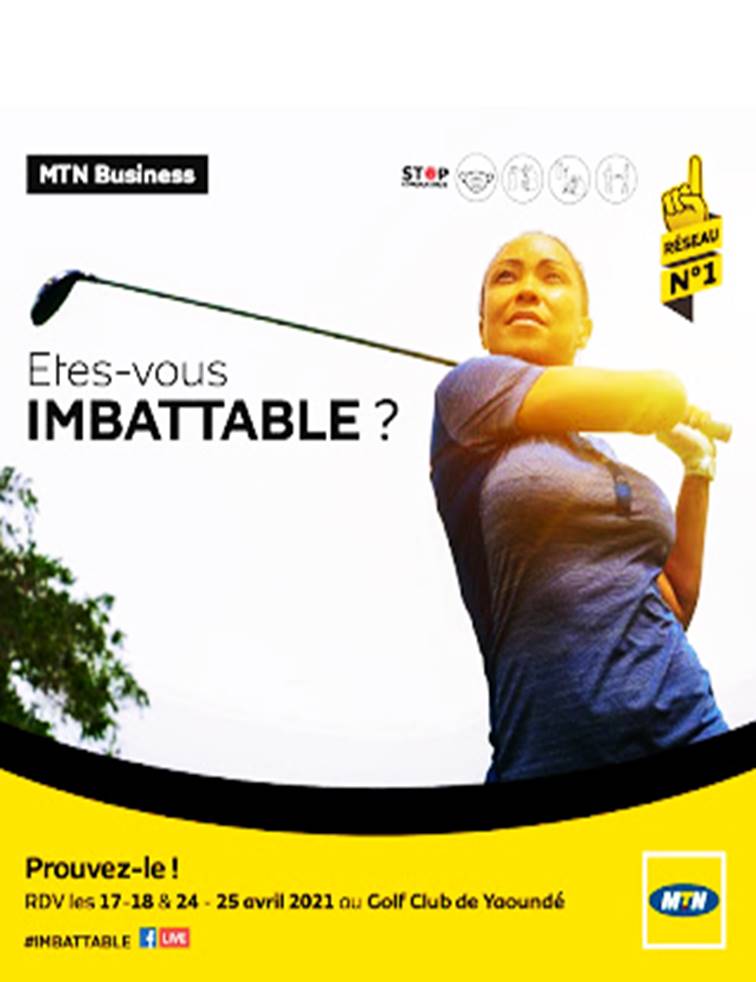 MTN Business
STOP
RÉSEAU
N°1
Etes-vous
IMBATTABLE ?
Prouvez-le !
RDV les 17-18 & 24 - 25 avril 2021 au Golf Club de Yaoundé
#IMBATTABLE f LIVE
MTN